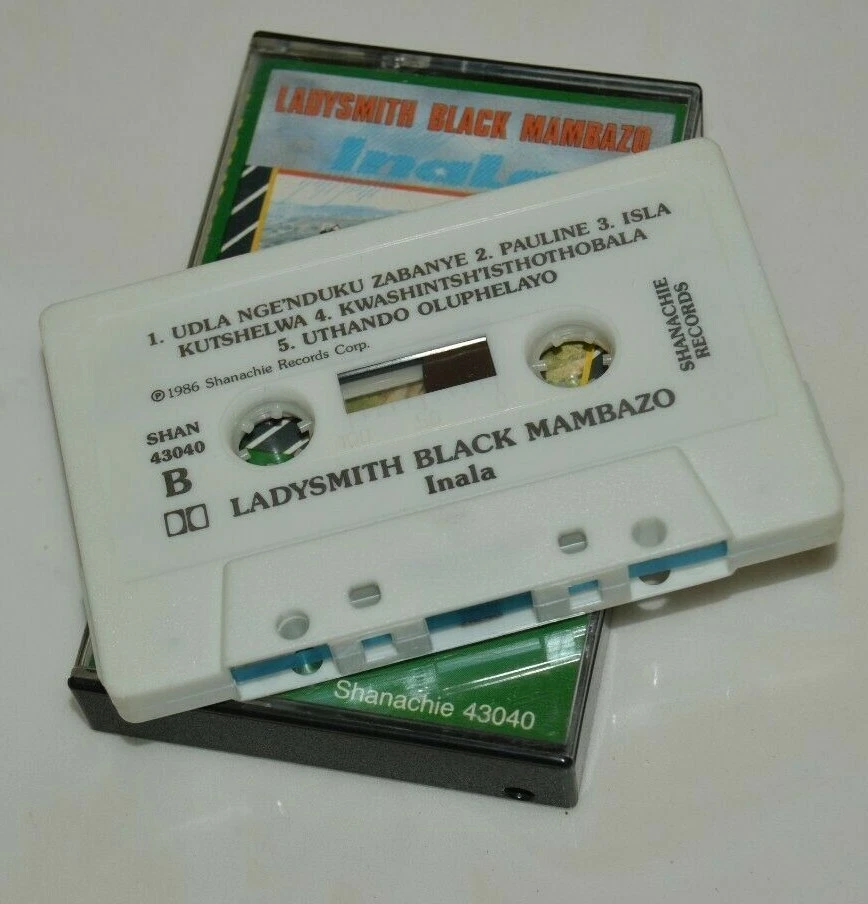 LADYSMITH BLACK MAMBAZO
Inala
1. UDLA NGE'NDUKU ZABANYE 2. PAULINE 3. ISLA
KUTSHELWA 4. KWASHINTSH'ISTHOTHOBALA
5. UTHANDO OLUPHELAYO
℗1986 Shanachie Records Corp.
SHANACHIE
RECORDS
SHAN
43040
B
LADYSMITH BLACK MAMBAZO
Inala
Shanachie 43040